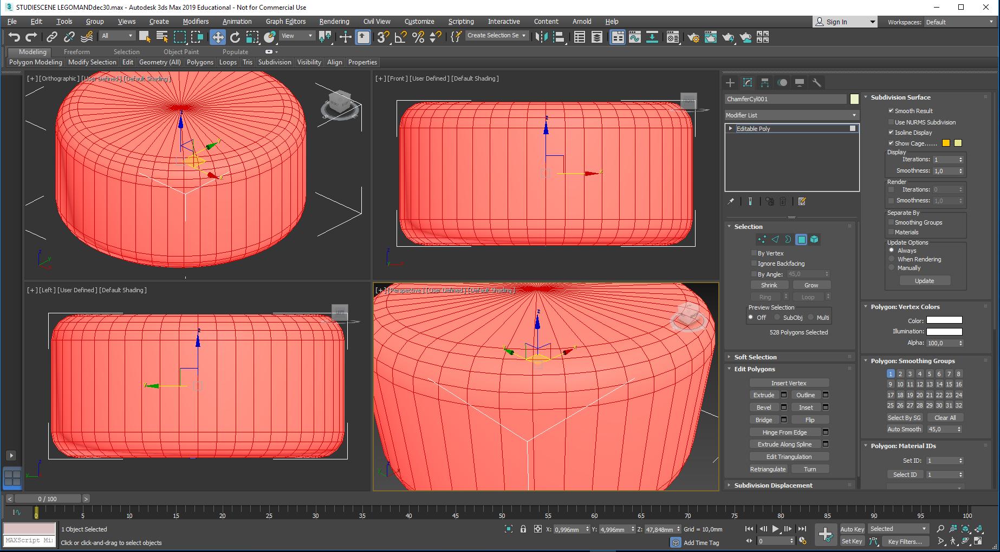 STUDIESCENE LEGOMANDdec30.max - Autodesk 3ds Max 2019 Educational - Not for Commercial Use
File Edit Tools Group Views Create Modifiers Animation Graph Editors Rendering Civil View Customize Scripting Interactive Content Arnold Help Sign In Workspaces: Default
All View Create Selection Se
Modeling Freeform Selection Object Paint Populate
Polygon Modeling Modify Selection Edit Geometry (All) Polygons Loops Tris Subdivision Visibility Align Properties
[+][Orthographic][User Defined][Default Shading]
[+][Front][User Defined][Default Shading]
FRONT
[+][Left][User Defined][Default Shading]
LEFT
[+][Perspective][User Defined][Default Shading]
ChamferCyl001
Modifier List
Editable Poly
Selection
By Vertex
Ignore Backfacing
By Angle: 45,0
Shrink Grow
Ring Loop
Preview Selection
Off SubObj Multi
528 Polygons Selected
Soft Selection
Edit Polygons
Insert Vertex
Extrude Outline
Bevel Inset
Bridge Flip
Hinge From Edge
Extrude Along Spline
Edit Triangulation
Retriangulate Turn
Subdivision Displacement
Subdivision Surface
Smooth Result
Use NURMS Subdivision
Isoline Display
Show Cage......
Display
Iterations: 1
Smoothness: 1,0
Render
Iterations: 0
Smoothness: 1,0
Separate By
Smoothing Groups
Materials
Update Options
Always
When Rendering
Manually
Update
Polygon: Vertex Colors
Color:
Illumination:
Alpha: 100,0
Polygon: Smoothing Groups
1 2 3 4 5 6 7 8
9 10 11 12 13 14 15 16
17 18 19 20 21 22 23 24
25 26 27 28 29 30 31 32
Select By SG Clear All
Auto Smooth 45,0
Polygon: Material IDs
Set ID: 1
Select ID 1
< 0 / 100 >
0 5 10 15 20 25 30 35 40 45 50 55 60 65 70 75 80 85 90 95 100
1 Object Selected X: 0,996mm Y: 4,996mm Z: 47,848mm Grid = 10,0mm Auto Key Selected
MAXScript Mi Click or click-and-drag to select objects Add Time Tag 0 Set Key Key Filters...